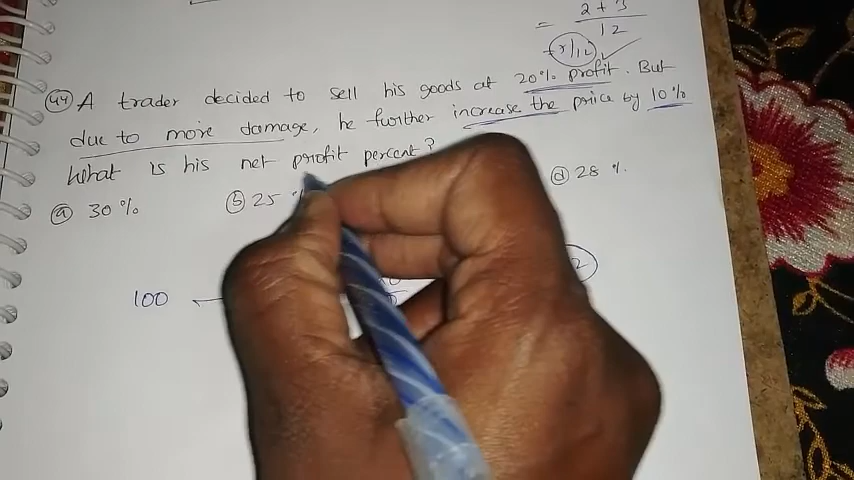 = 2 + 3
12
12
44 A trader decided to sell his goods at 20% profit. But
due to more damage, he further increase the price by 10%
What is his net profit percent?
a 30% b 25 d 28 %.
100